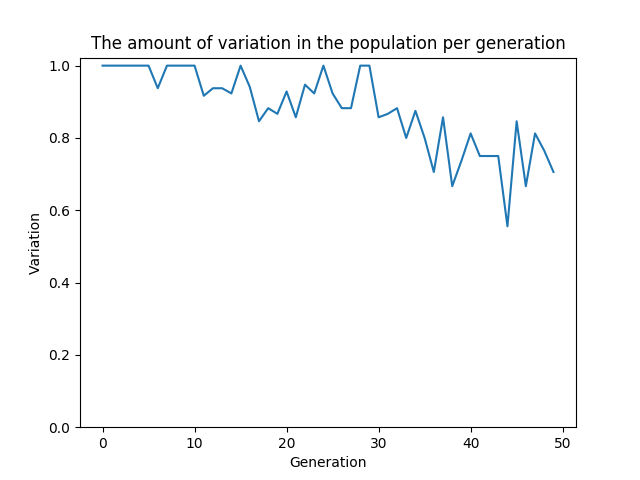 The amount of variation in the population per generation
1.0
0.8
0.6
0.4
0.2
0.0
Variation
0 10 20 30 40 50
Generation